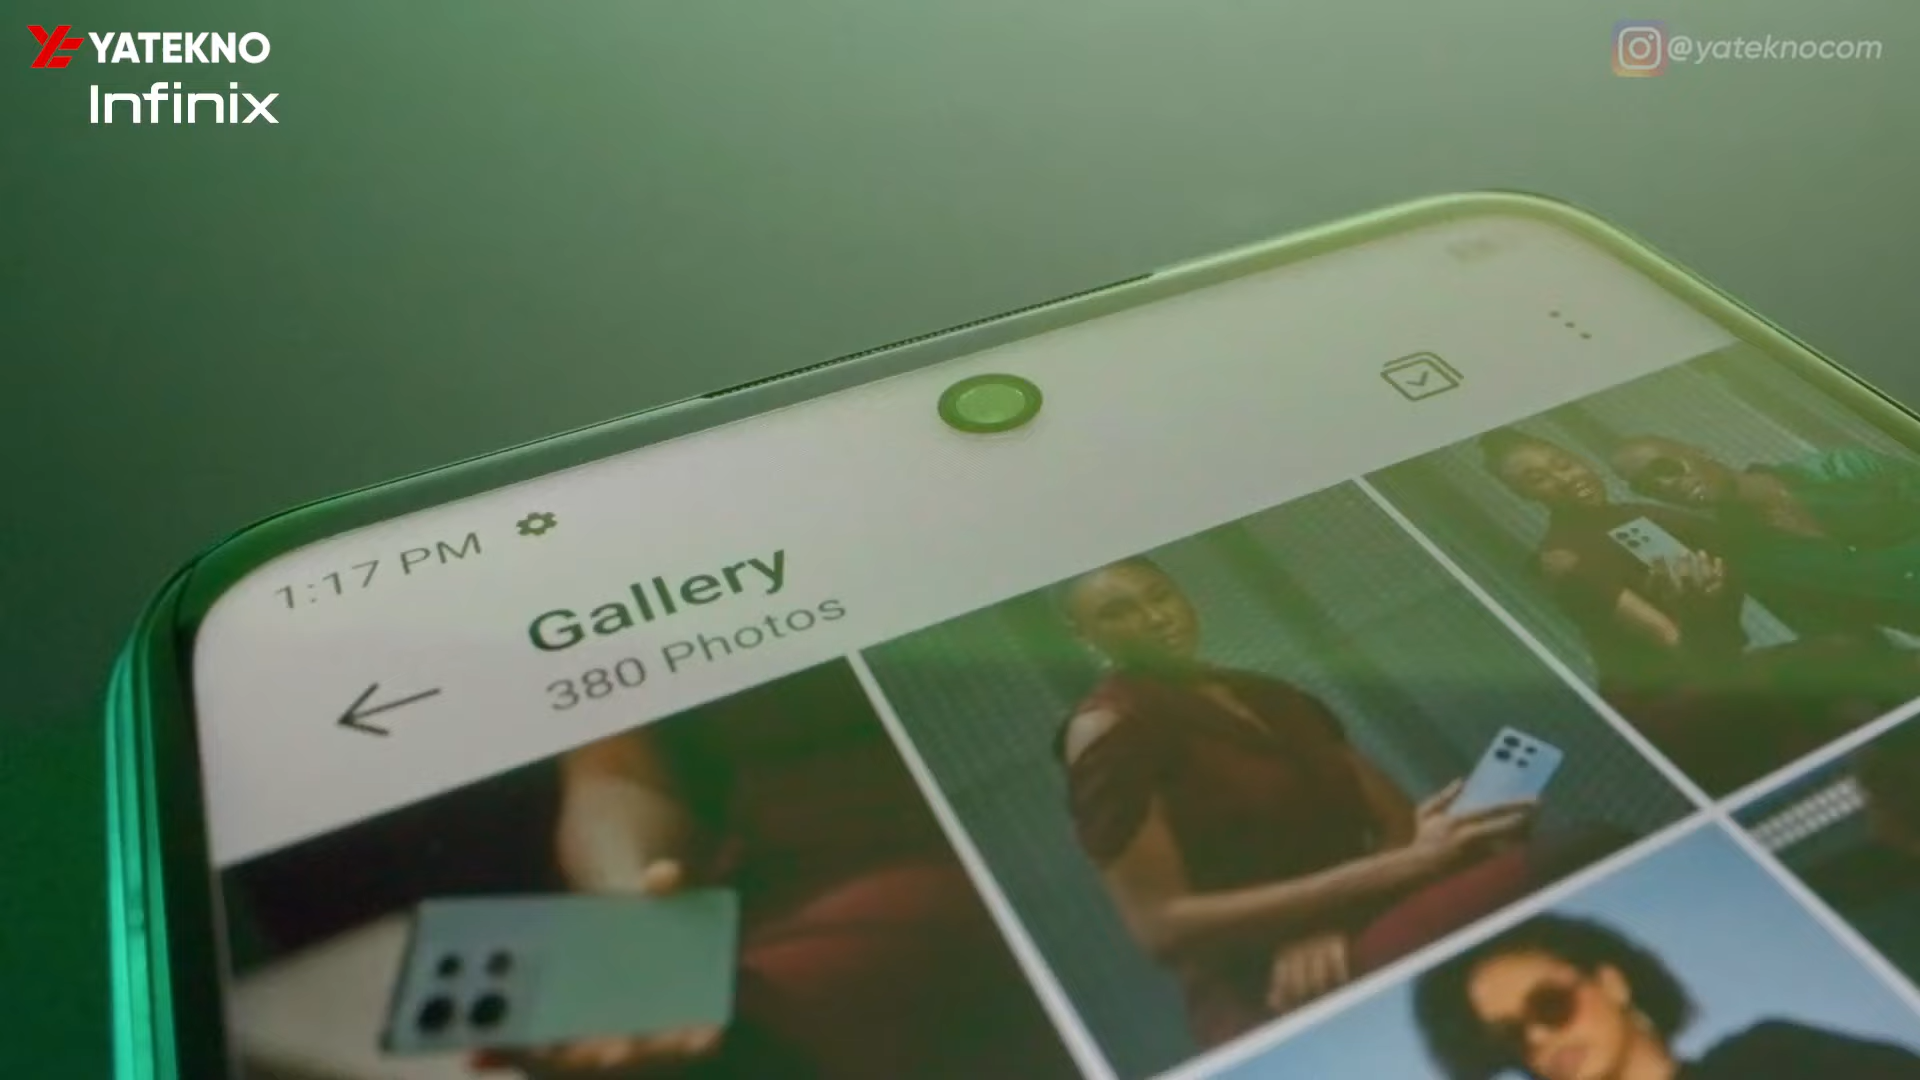 YATEKNO
Infinix
@yateknocom
1:17 PM
Gallery
380 Photos